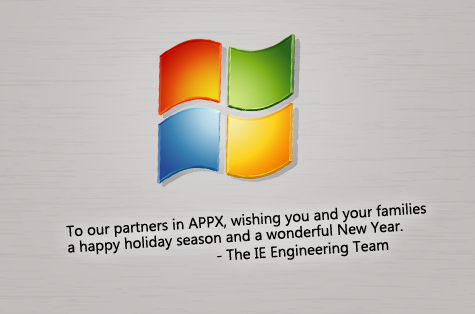 To our partners in APPX, wishing you and your families
a happy holiday season and a wonderful New Year.
- The IE Engineering Team